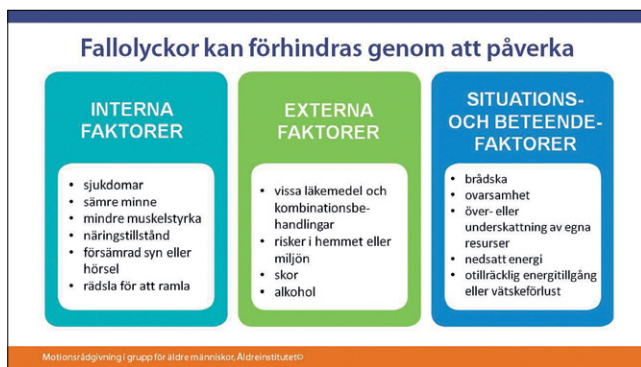 Fallolyckor kan förhindras genom att påverka
INTERNA
FAKTORER
• sjukdomar
• sämre minne
• mindre muskelstyrka
• näringstillstånd
• försämrad syn eller
hörsel
• rädsla för att ramla
EXTERNA
FAKTORER
• vissa läkemedel och
kombinationsbe-
handlingar
• risker i hemmet eller
miljön
• skor
• alkohol
SITUATIONS-
OCH BETEENDE-
FAKTORER
• brådska
• ovarsamhet
• över- eller
underskattning av egna
resurser
• nedsatt energi
• otillräcklig energitillgång
eller vätskeförlust
Motionsrådgivning i grupp för äldre människor, Äldreinstitutet©